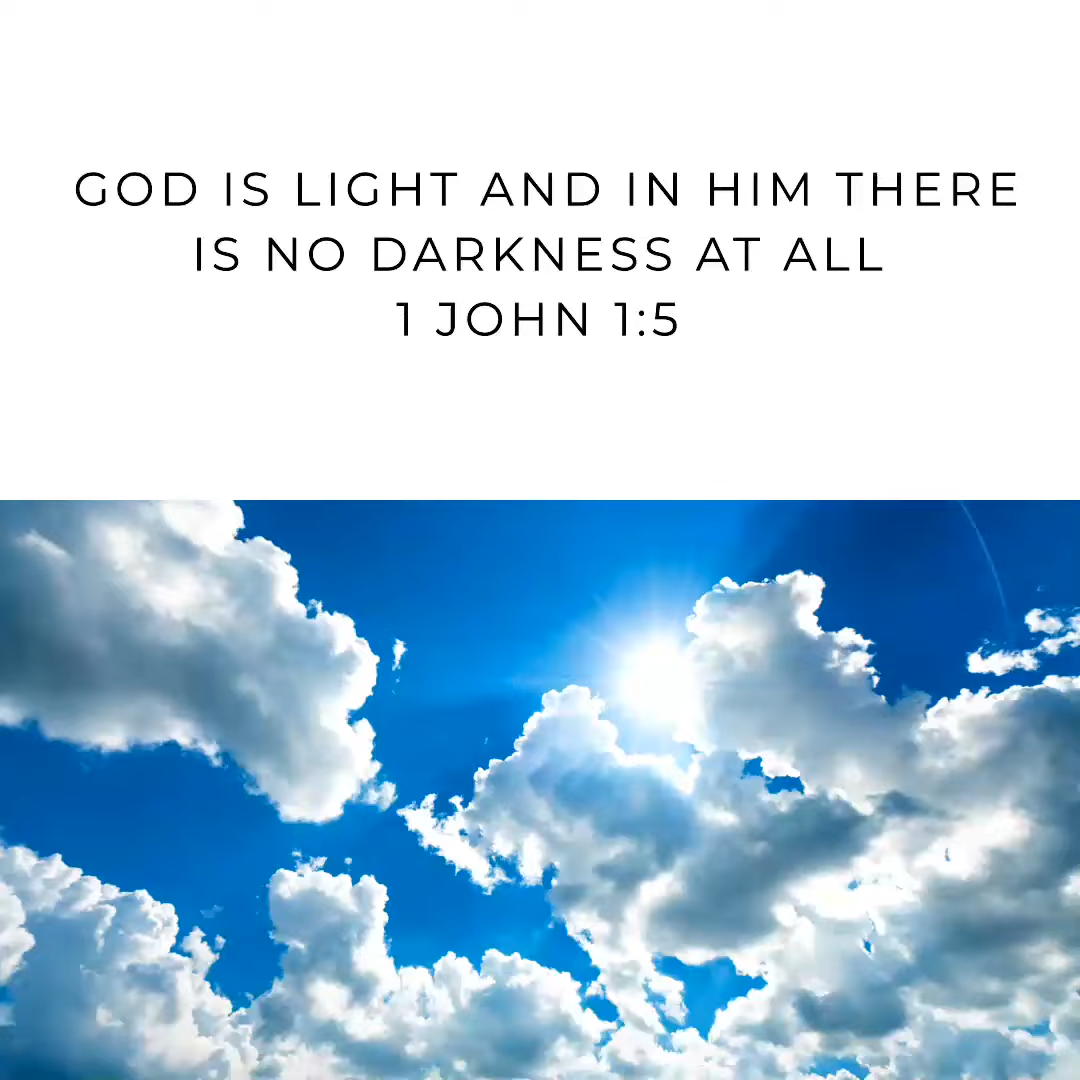 GOD IS LIGHT AND IN HIM THERE
IS NO DARKNESS AT ALL
1 JOHN 1:5